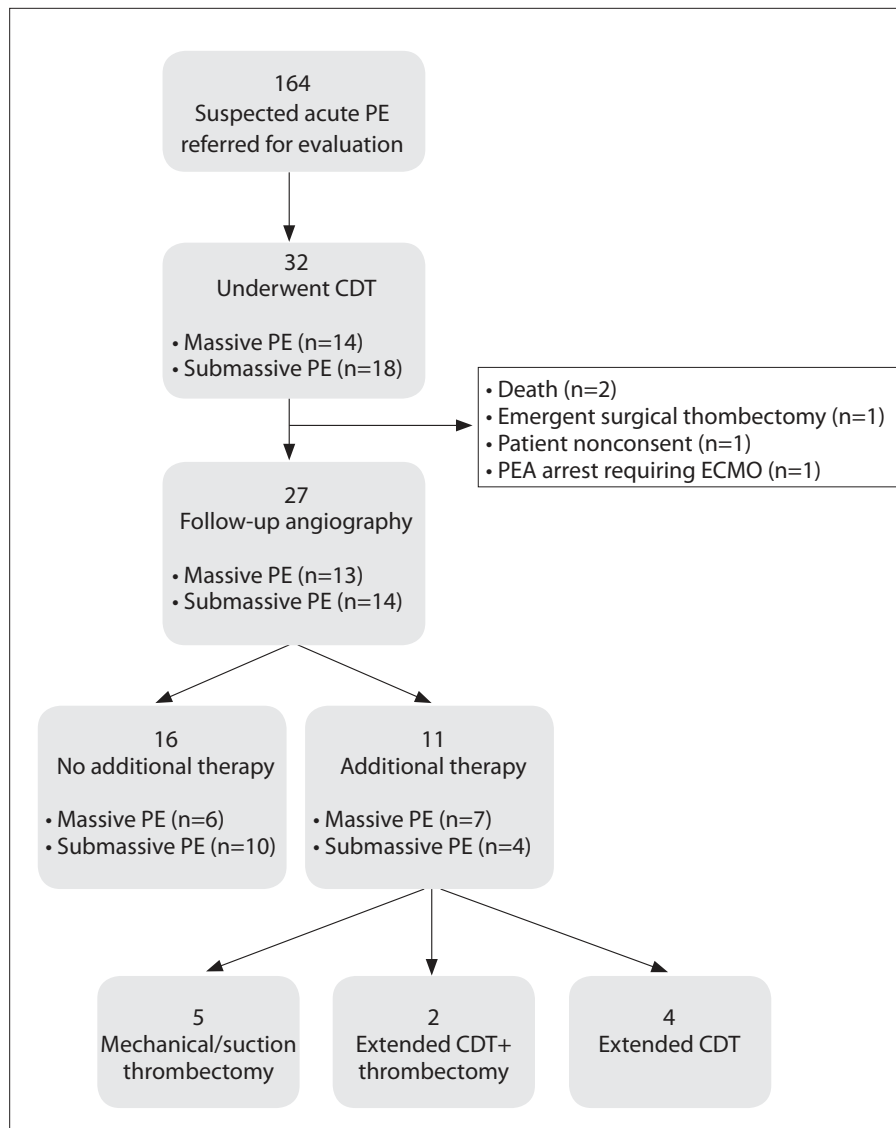 164
Suspected acute PE
referred for evaluation
32
Underwent CDT
• Massive PE (n=14)
• Submassive PE (n=18)
• Death (n=2)
• Emergent surgical thombectomy (n=1)
• Patient nonconsent (n=1)
• PEA arrest requiring ECMO (n=1)
27
Follow-up angiography
• Massive PE (n=13)
• Submassive PE (n=14)
16
No additional therapy
• Massive PE (n=6)
• Submassive PE (n=10)
11
Additional therapy
• Massive PE (n=7)
• Submassive PE (n=4)
5
Mechanical/suction
thrombectomy
2
Extended CDT+
thrombectomy
4
Extended CDT